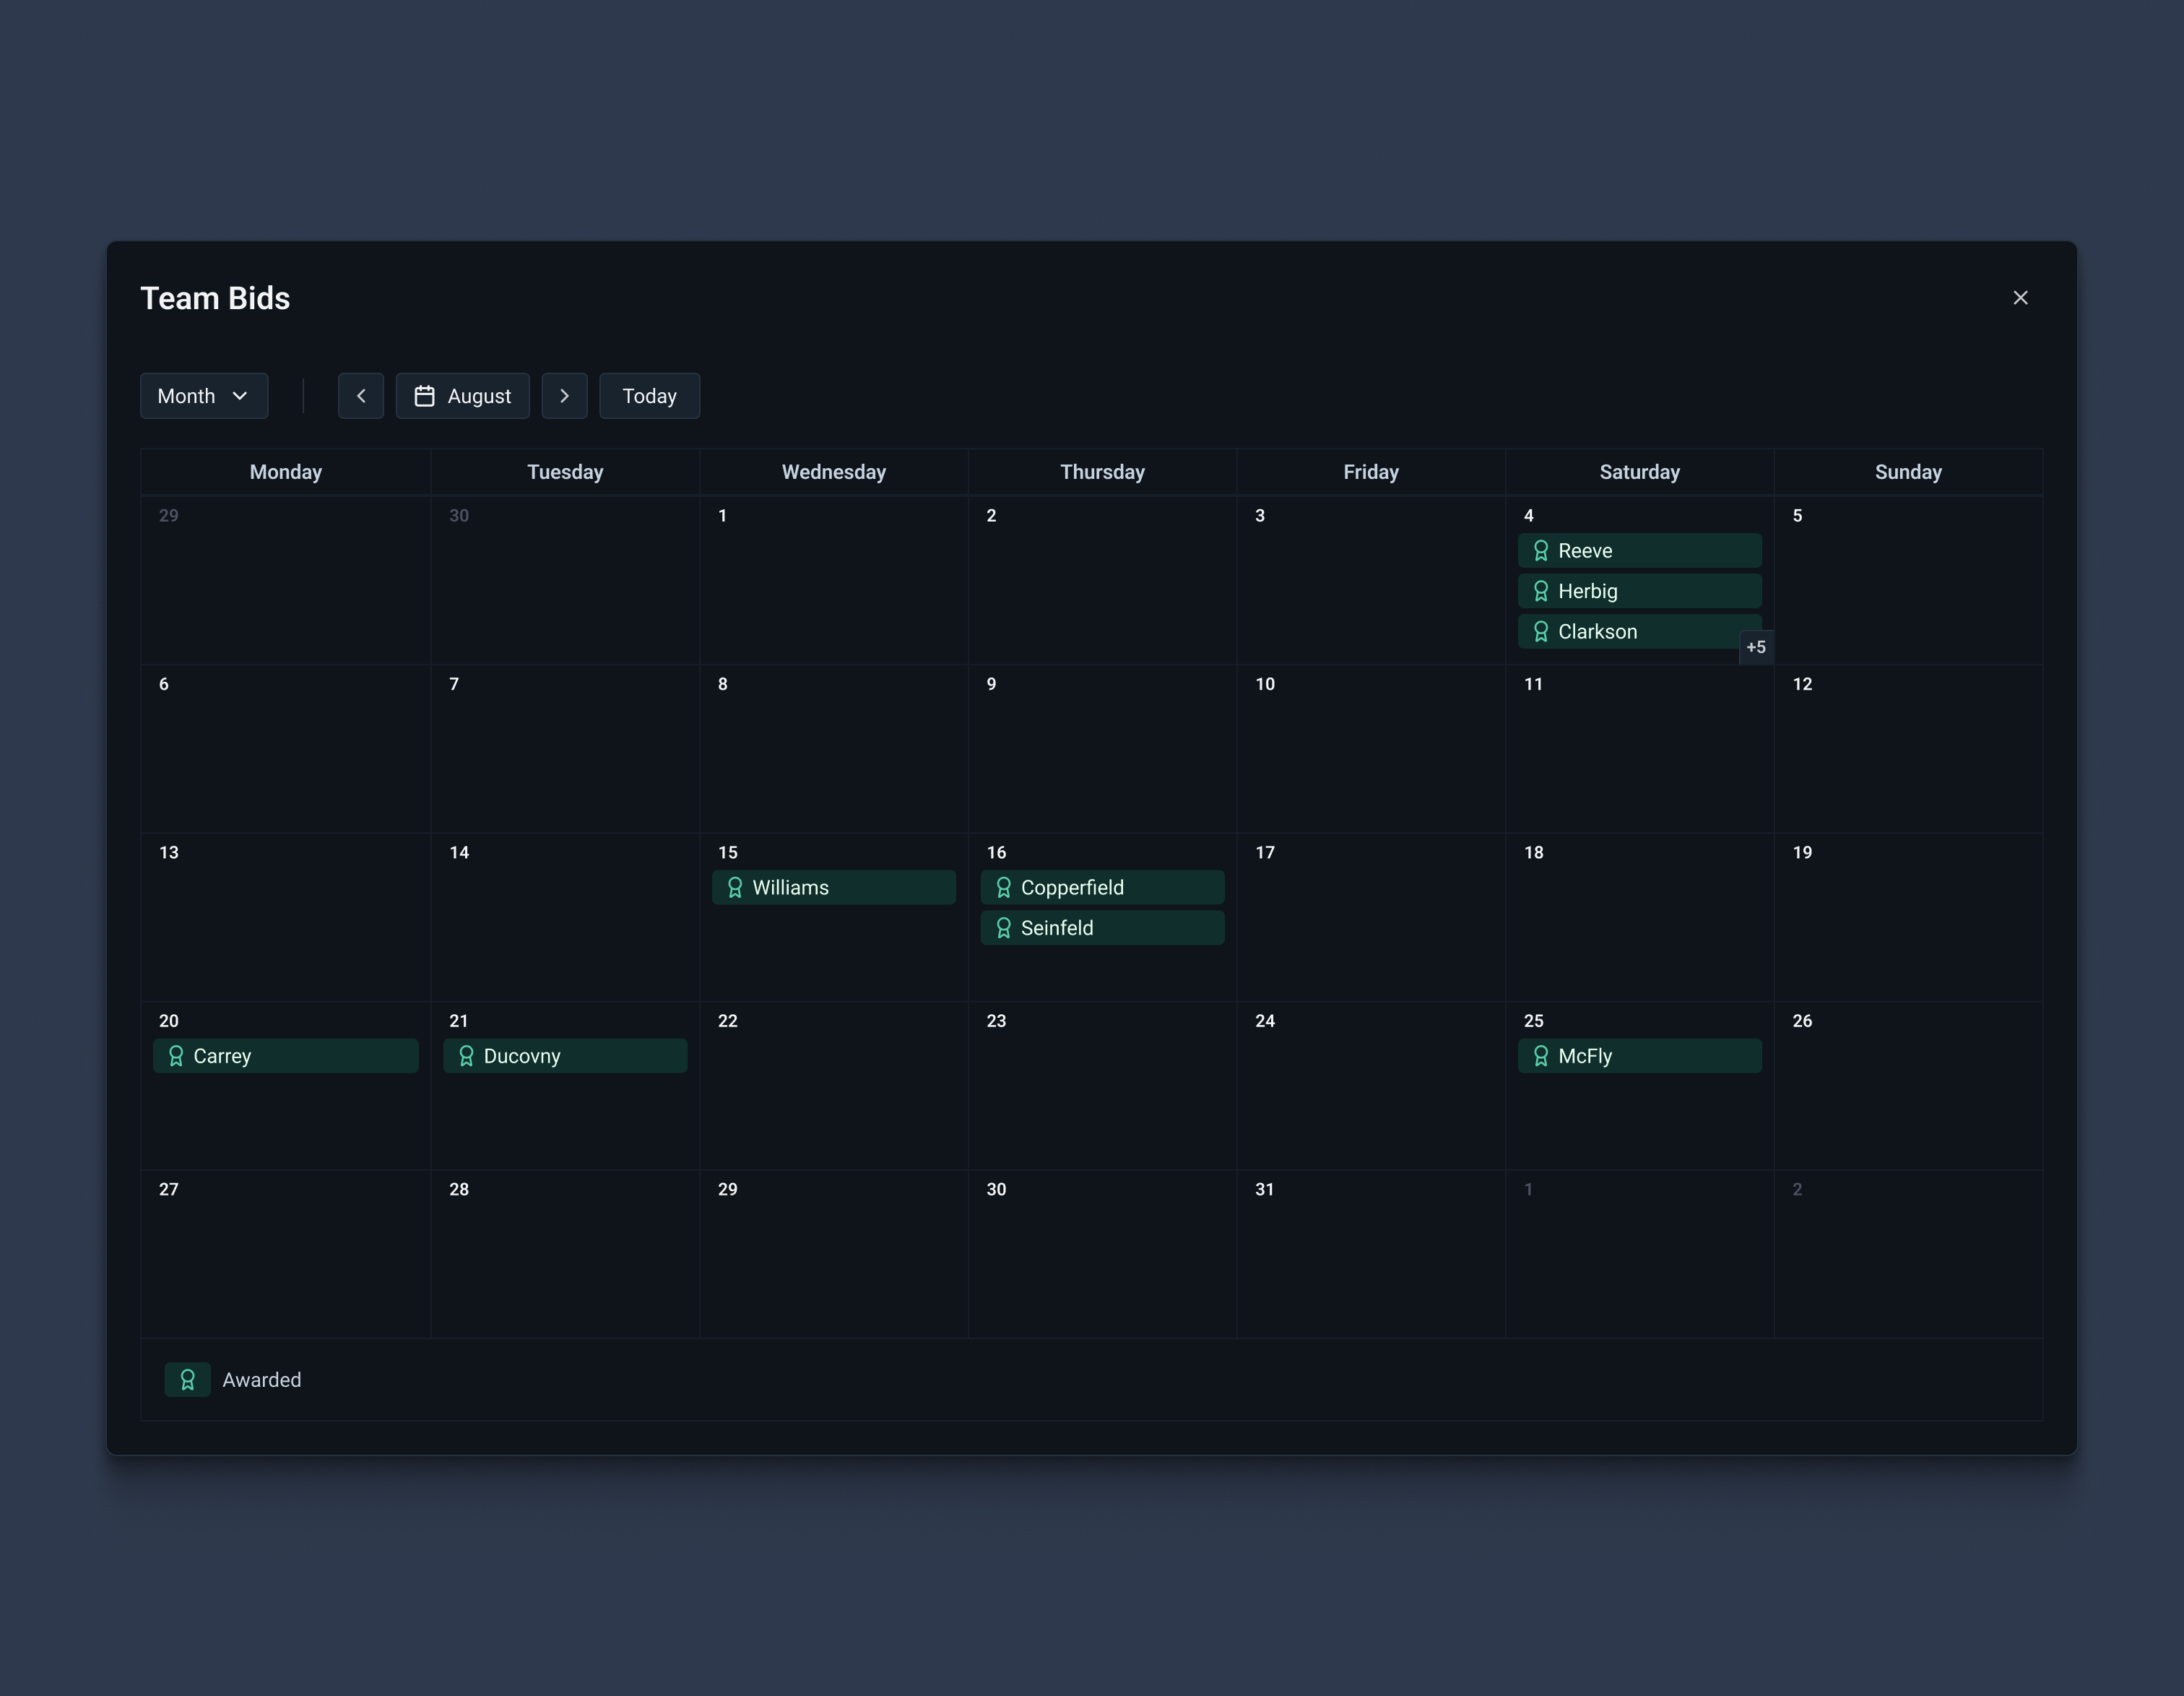 Team Bids
Month August Today
Monday Tuesday Wednesday Thursday Friday Saturday Sunday
29 30 1 2 3 4 5
Reeve
Herbig
Clarkson
+5
6 7 8 9 10 11 12
13 14 15 16 17 18 19
Williams Copperfield
Seinfeld
20 21 22 23 24 25 26
Carrey Ducovny McFly
27 28 29 30 31 1 2
Awarded